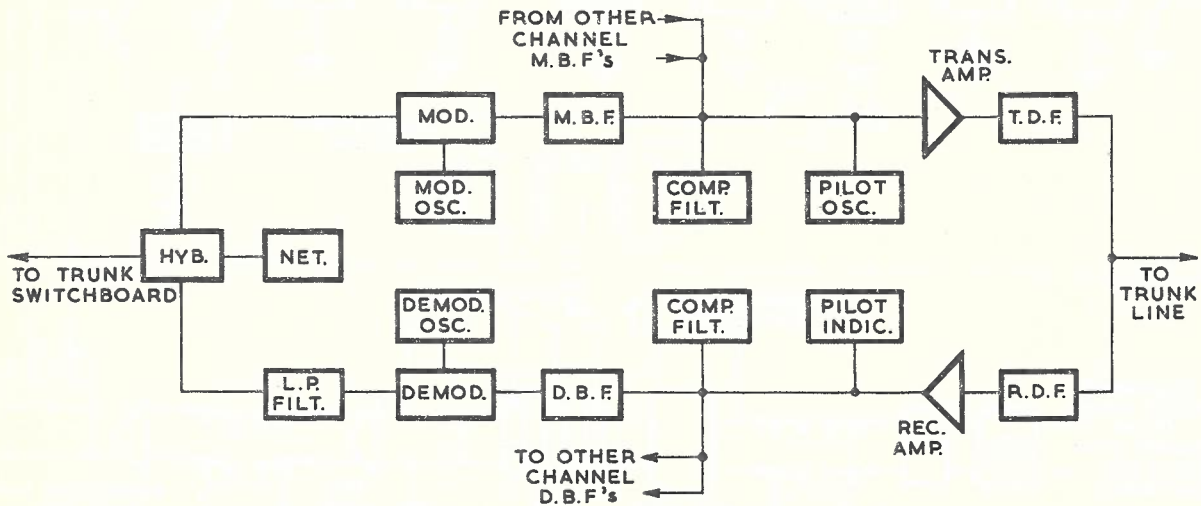 FROM OTHER
CHANNEL
M.B.F's
TRANS.
AMP.
MOD.
M.B.F.
T.D.F.
MOD.
OSC.
COMP.
FILT.
PILOT
OSC.
HYB.
NET.
TO TRUNK
SWITCHBOARD
TO
TRUNK
LINE
DEMOD.
OSC.
COMP.
FILT.
PILOT
INDIC.
L.P.
FILT.
DEMOD.
D.B.F.
R.D.F.
REC.
AMP.
TO OTHER
CHANNEL
D.B.F's